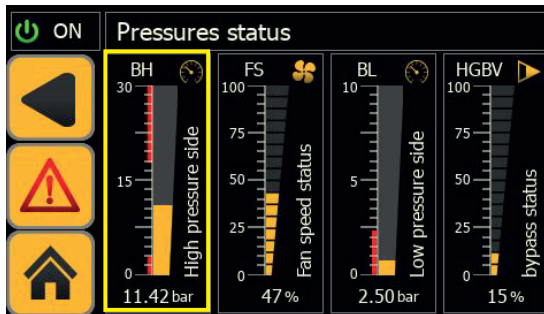 ON
Pressures status
BH
30
15
0
High pressure side
11.42 bar
FS
100
75
50
25
0
Fan speed status
47 %
BL
10
5
0
Low pressure side
2.50 bar
HGBV
100
75
50
25
0
bypass status
15 %